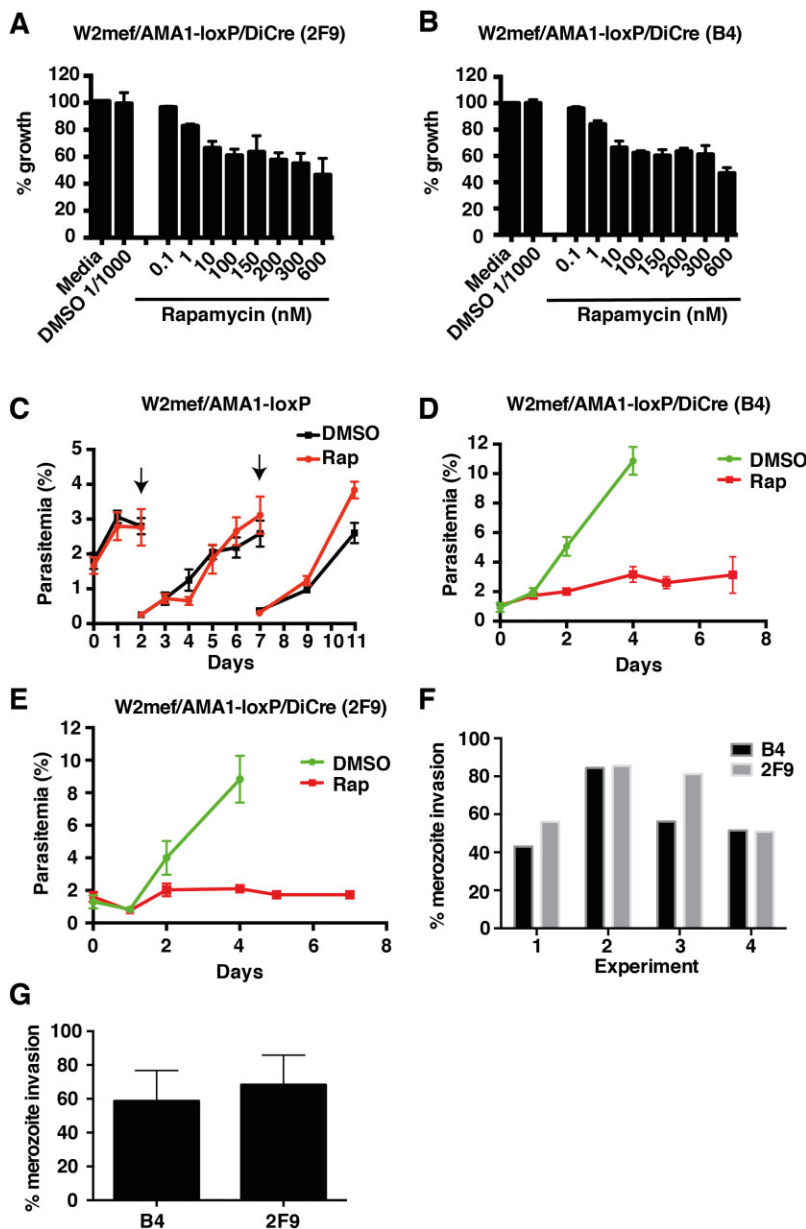 A
W2mef/AMA1-loxP/DiCre (2F9)
% growth
120
100
80
60
40
20
0
Media
DMSO 1/1000
0.1
1
10
100
150
200
300
600
Rapamycin (nM)
B
W2mef/AMA1-loxP/DiCre (B4)
% growth
120
100
80
60
40
20
0
Media
DMSO 1/1000
0.1
1
10
100
150
200
300
600
Rapamycin (nM)
C
W2mef/AMA1-loxP
Parasitemia (%)
5
4
3
2
1
0
DMSO
Rap
0 1 2 3 4 5 6 7 8 9 10 11
Days
D
W2mef/AMA1-loxP/DiCre (B4)
Parasitemia (%)
12
10
8
6
4
2
0
DMSO
Rap
0 2 4 6 8
Days
E
W2mef/AMA1-loxP/DiCre (2F9)
Parasitemia (%)
12
10
8
6
4
2
0
DMSO
Rap
0 2 4 6 8
Days
F
% merozoite invasion
100
80
60
40
20
0
B4
2F9
1 2 3 4
Experiment
G
% merozoite invasion
100
80
60
40
20
0
B4 2F9